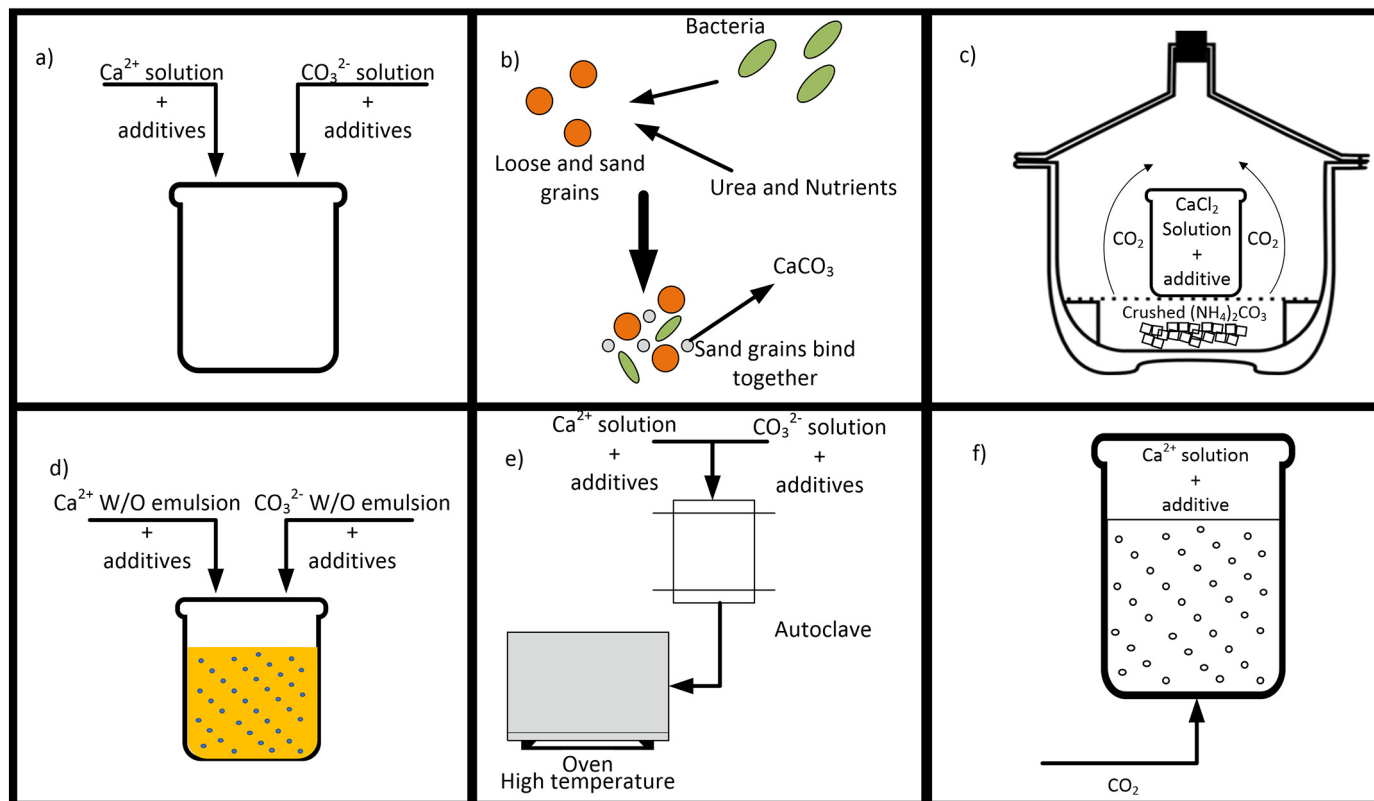 a)
Ca²⁺ solution
+
additives
CO₃²⁻ solution
+
additives
b)
Bacteria
Loose and sand
grains
Urea and Nutrients
CaCO₃
Sand grains bind
together
c)
CaCl₂
Solution
+
additive
CO₂
CO₂
Crushed (NH₄)₂CO₃
d)
Ca²⁺ W/O emulsion
+
additives
CO₃²⁻ W/O emulsion
+
additives
e)
Ca²⁺ solution
+
additives
CO₃²⁻ solution
+
additives
Autoclave
Oven
High temperature
f)
Ca²⁺ solution
+
additive
CO₂